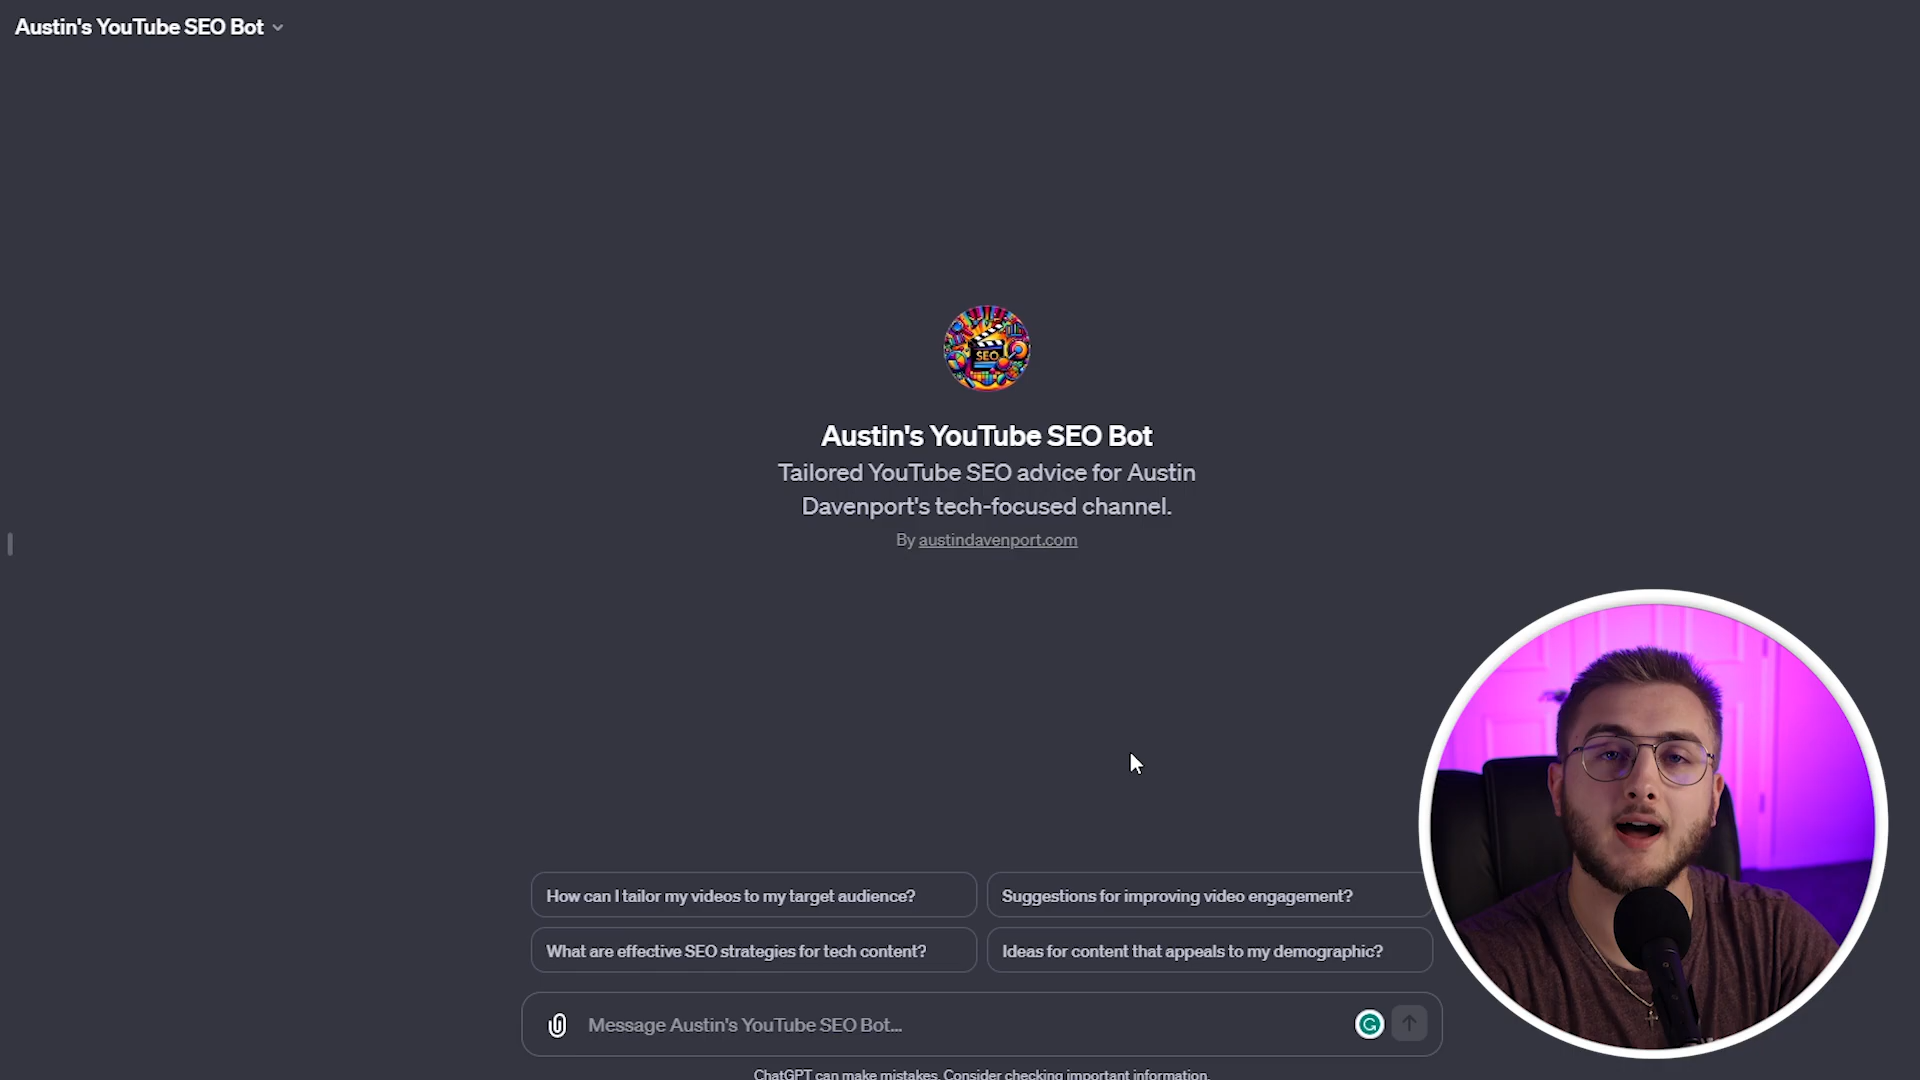 Austin's YouTube SEO Bot
SEO
Austin's YouTube SEO Bot
Tailored YouTube SEO advice for Austin
Davenport's tech-focused channel.
By austindavenport.com
How can I tailor my videos to my target audience?
Suggestions for improving video engagement?
What are effective SEO strategies for tech content?
Ideas for content that appeals to my demographic?
Message Austin's YouTube SEO Bot...
ChatGPT can make mistakes. Consider checking important information.